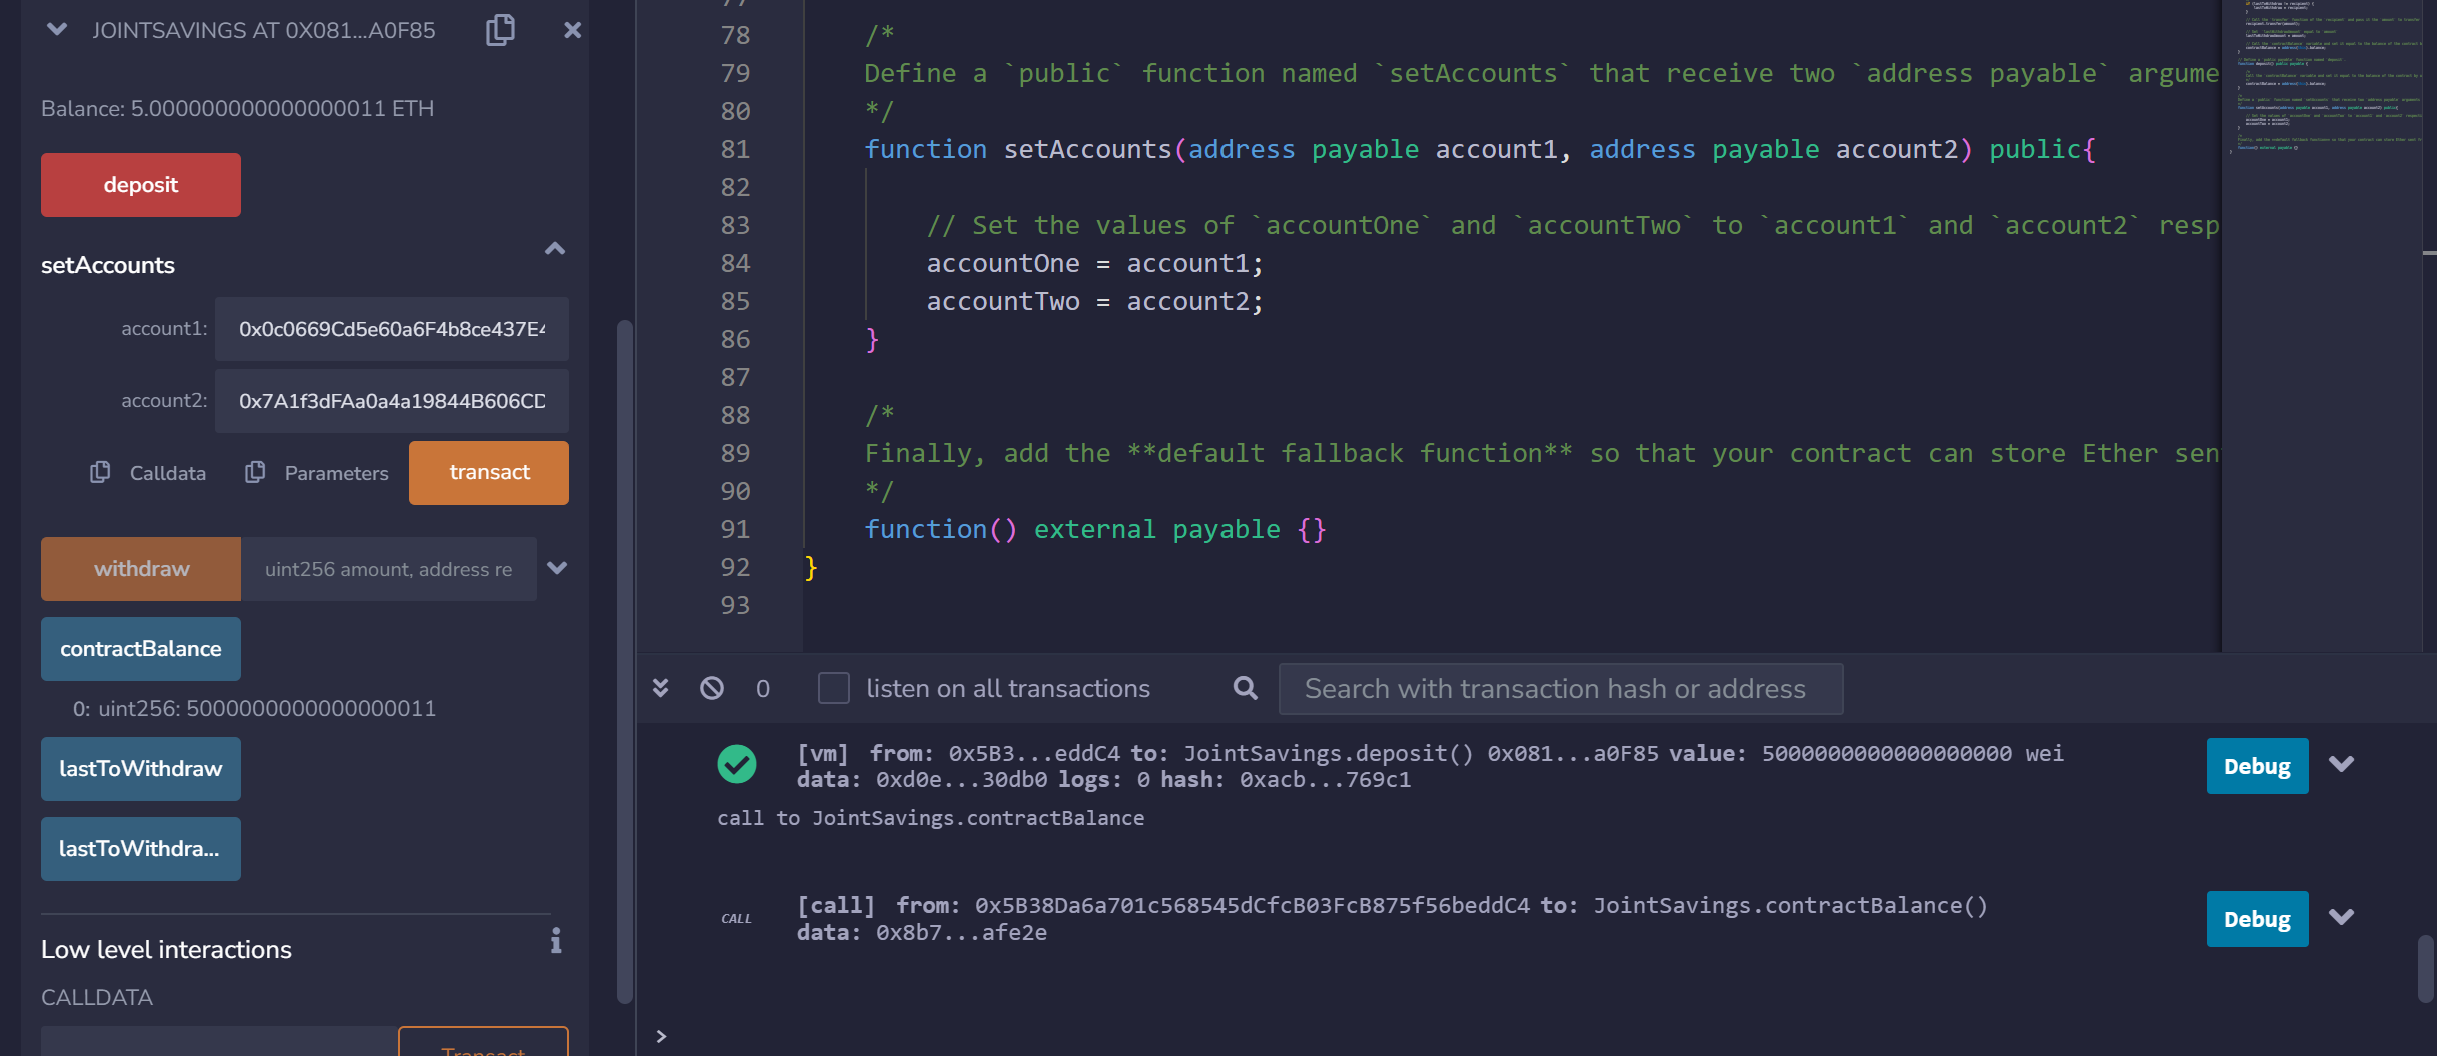 JOINTSAVINGS AT 0X081...A0F85
Balance: 5.000000000000000011 ETH
deposit
setAccounts
account1: 0x0c0669Cd5e60a6F4b8ce437E4
account2: 0x7A1f3dFAa0a4a19844B606CD
Calldata Parameters transact
withdraw uint256 amount, address re
contractBalance
0: uint256: 5000000000000000011
lastToWithdraw
lastToWithdra...
Low level interactions
CALLDATA
Transact
77
78 /*
79 Define a `public` function named `setAccounts` that receive two `address payable` argume
80 */
81 function setAccounts(address payable account1, address payable account2) public{
82
83 // Set the values of `accountOne` and `accountTwo` to `account1` and `account2` resp
84 accountOne = account1;
85 accountTwo = account2;
86 }
87
88 /*
89 Finally, add the **default fallback function** so that your contract can store Ether sen
90 */
91 function() external payable {}
92 }
93
0 listen on all transactions Search with transaction hash or address
[vm] from: 0x5B3...eddC4 to: JointSavings.deposit() 0x081...a0F85 value: 5000000000000000000 wei
data: 0xd0e...30db0 logs: 0 hash: 0xacb...769c1
Debug
call to JointSavings.contractBalance
CALL
[call] from: 0x5B38Da6a701c568545dCfcB03FcB875f56beddC4 to: JointSavings.contractBalance()
data: 0x8b7...afe2e
Debug
>